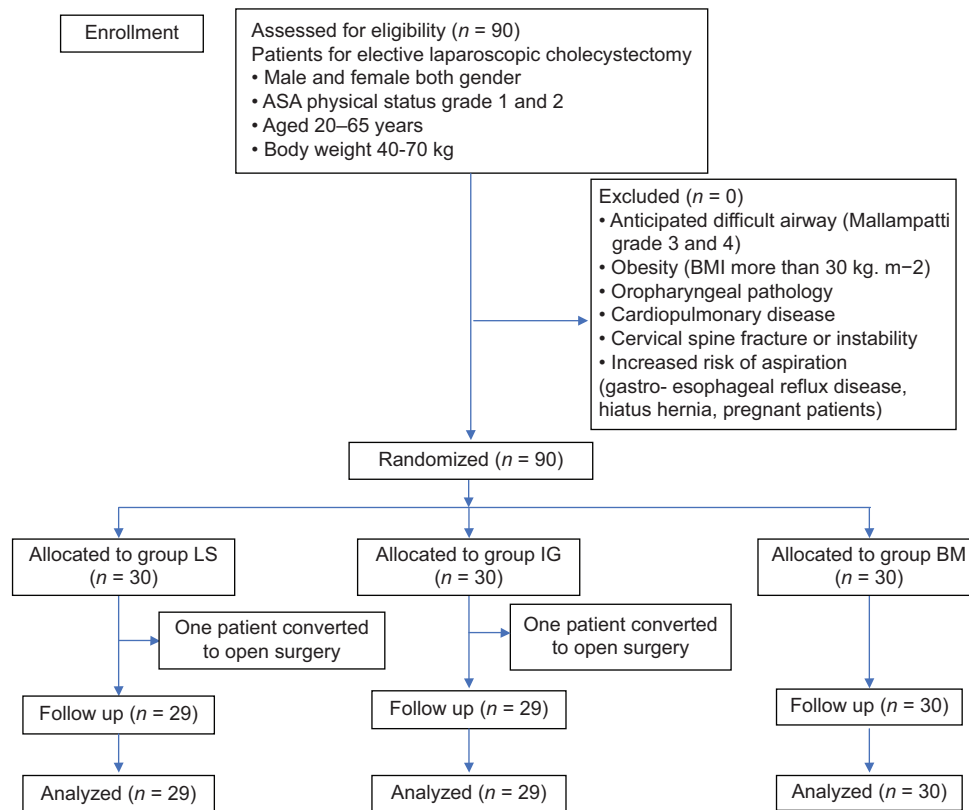 Enrollment
Assessed for eligibility (n = 90)
Patients for elective laparoscopic cholecystectomy
• Male and female both gender
• ASA physical status grade 1 and 2
• Aged 20–65 years
• Body weight 40-70 kg
Excluded (n = 0)
• Anticipated difficult airway (Mallampatti
grade 3 and 4)
• Obesity (BMI more than 30 kg. m−2)
• Oropharyngeal pathology
• Cardiopulmonary disease
• Cervical spine fracture or instability
• Increased risk of aspiration
(gastro- esophageal reflux disease,
hiatus hernia, pregnant patients)
Randomized (n = 90)
Allocated to group LS
(n = 30)
Allocated to group IG
(n = 30)
Allocated to group BM
(n = 30)
One patient converted
to open surgery
One patient converted
to open surgery
Follow up (n = 29)
Follow up (n = 29)
Follow up (n = 30)
Analyzed (n = 29)
Analyzed (n = 29)
Analyzed (n = 30)